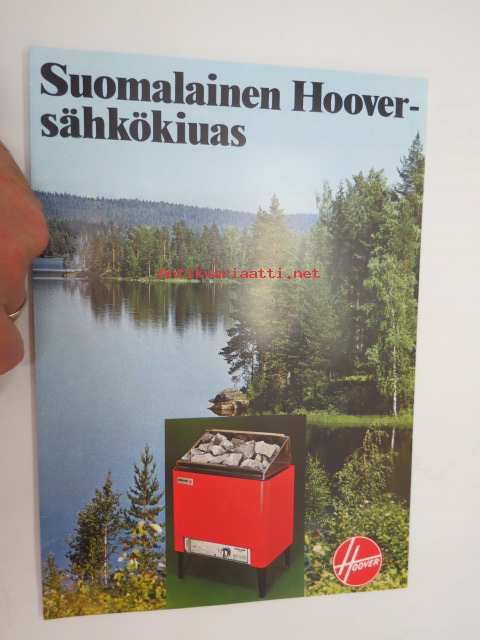 Suomalainen Hoover-
sähkökiuas
Antikvariaatti.net
HOOVER